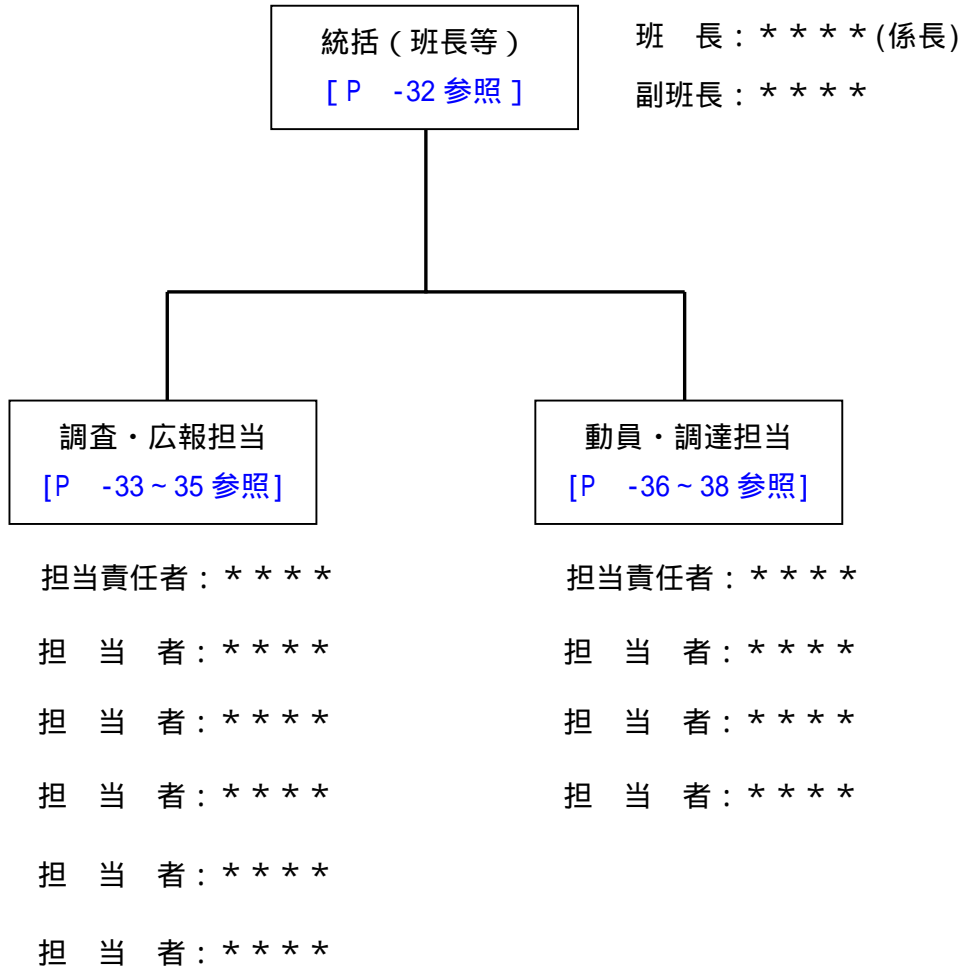 統括（班長等）
[P　-32 参照]
班　長：＊＊＊＊(係長)
副班長：＊＊＊＊
調査・広報担当
[P　-33～35 参照]
担当責任者：＊＊＊＊
担　当　者：＊＊＊＊
担　当　者：＊＊＊＊
担　当　者：＊＊＊＊
担　当　者：＊＊＊＊
担　当　者：＊＊＊＊
動員・調達担当
[P　-36～38 参照]
担当責任者：＊＊＊＊
担　当　者：＊＊＊＊
担　当　者：＊＊＊＊
担　当　者：＊＊＊＊